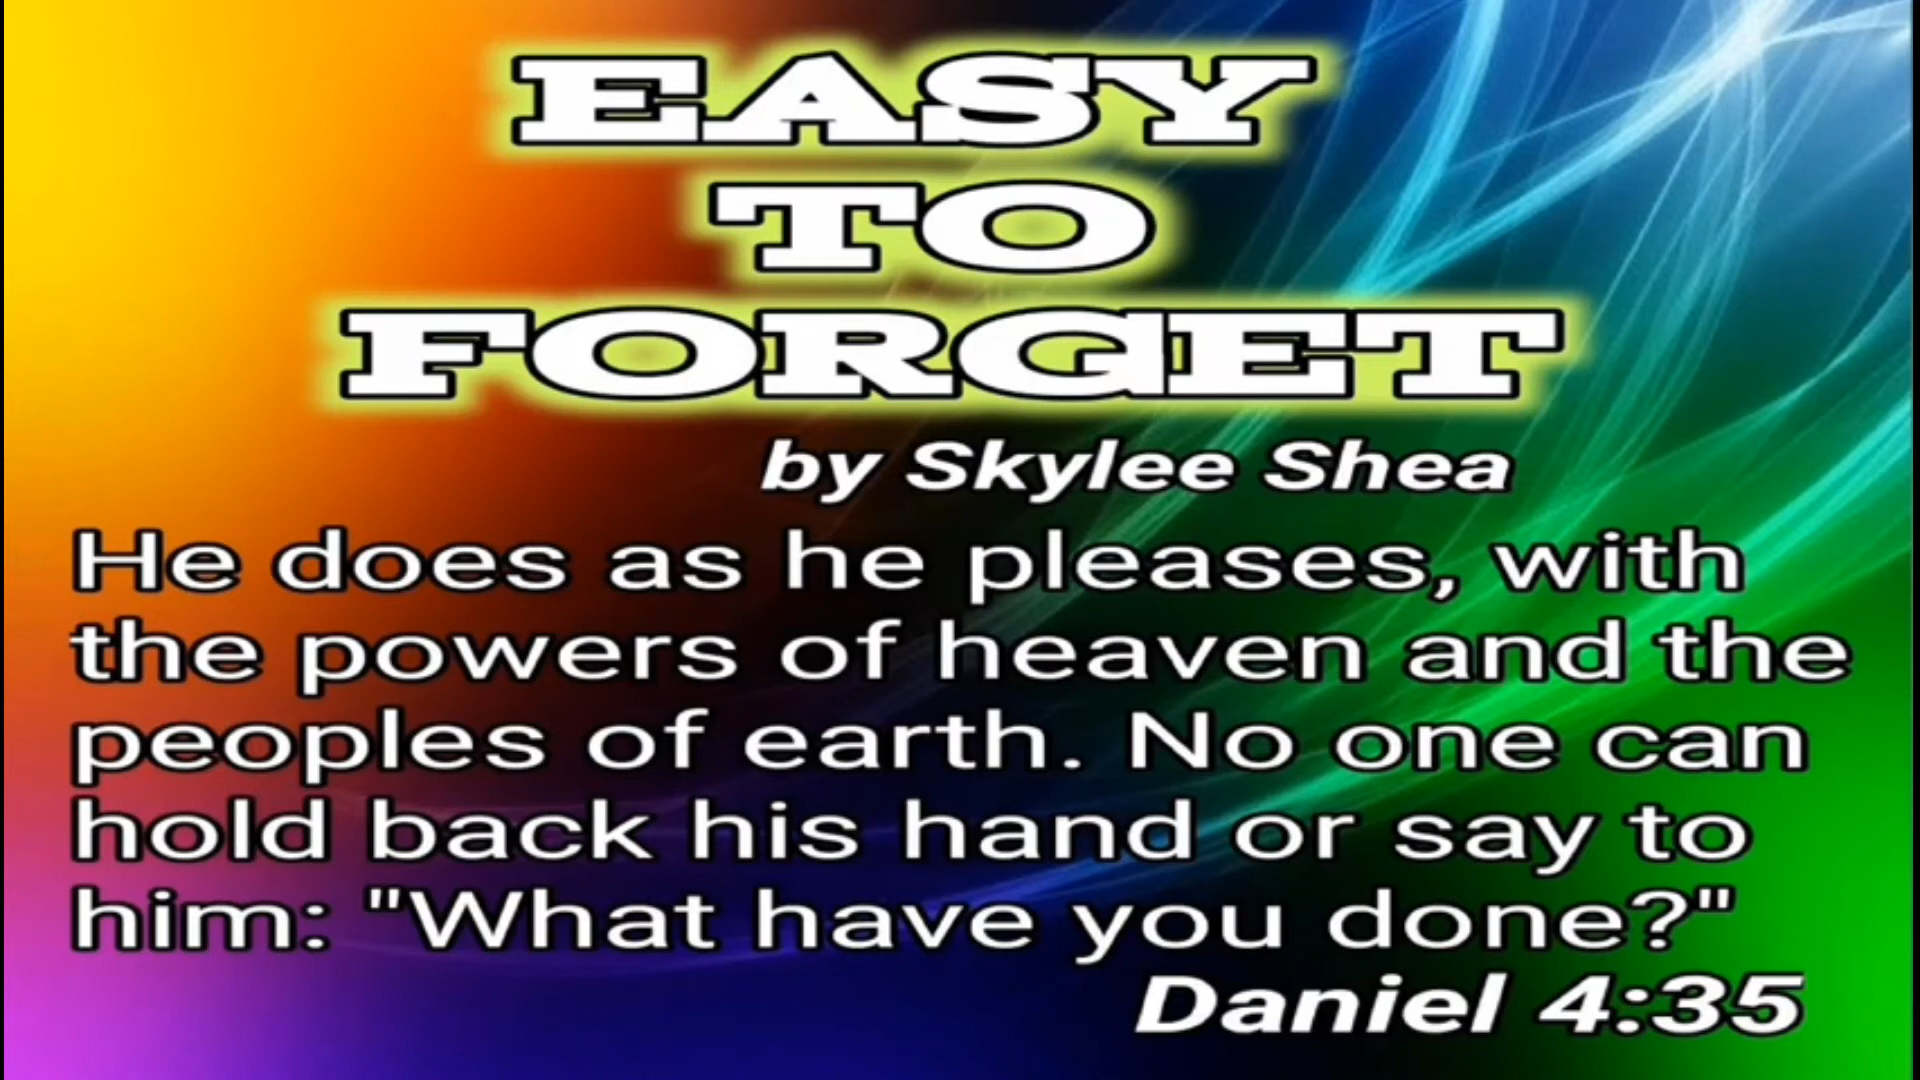 EASY
TO
FORGET
by Skylee Shea
He does as he pleases, with
the powers of heaven and the
peoples of earth. No one can
hold back his hand or say to
him: "What have you done?"
Daniel 4:35